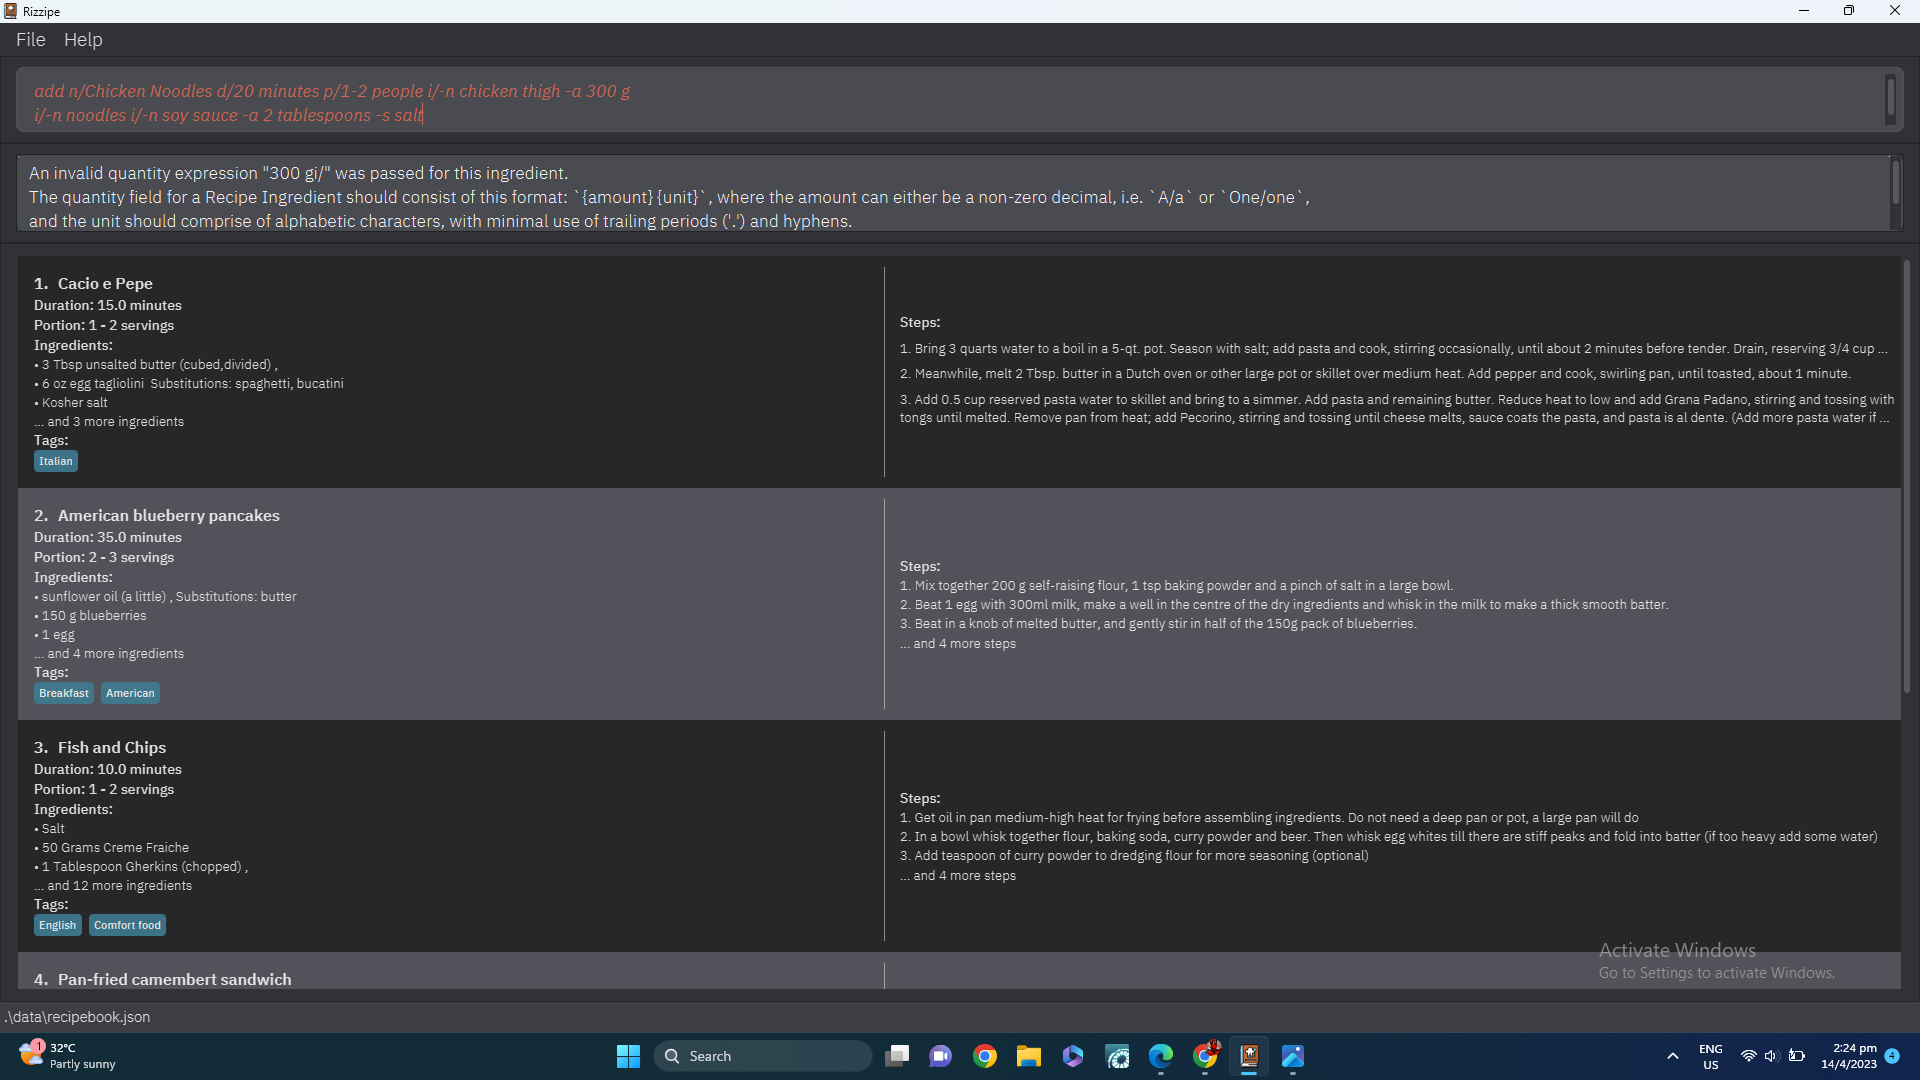 Rizzipe
File Help
add n/Chicken Noodles d/20 minutes p/1-2 people i/-n chicken thigh -a 300 g
i/-n noodles i/-n soy sauce -a 2 tablespoons -s salt
An invalid quantity expression "300 gi/" was passed for this ingredient.
The quantity field for a Recipe Ingredient should consist of this format: `{amount} {unit}`, where the amount can either be a non-zero decimal, i.e. `A/a` or `One/one`,
and the unit should comprise of alphabetic characters, with minimal use of trailing periods ('.') and hyphens.
1. Cacio e Pepe
Duration: 15.0 minutes
Portion: 1 - 2 servings
Ingredients:
• 3 Tbsp unsalted butter (cubed,divided) ,
• 6 oz egg tagliolini Substitutions: spaghetti, bucatini
• Kosher salt
... and 3 more ingredients
Tags:
Italian
Steps:
1. Bring 3 quarts water to a boil in a 5-qt. pot. Season with salt; add pasta and cook, stirring occasionally, until about 2 minutes before tender. Drain, reserving 3/4 cup ...
2. Meanwhile, melt 2 Tbsp. butter in a Dutch oven or other large pot or skillet over medium heat. Add pepper and cook, swirling pan, until toasted, about 1 minute.
3. Add 0.5 cup reserved pasta water to skillet and bring to a simmer. Add pasta and remaining butter. Reduce heat to low and add Grana Padano, stirring and tossing with
tongs until melted. Remove pan from heat; add Pecorino, stirring and tossing until cheese melts, sauce coats the pasta, and pasta is al dente. (Add more pasta water if ...
2. American blueberry pancakes
Duration: 35.0 minutes
Portion: 2 - 3 servings
Ingredients:
• sunflower oil (a little) , Substitutions: butter
• 150 g blueberries
• 1 egg
... and 4 more ingredients
Tags:
Breakfast American
Steps:
1. Mix together 200 g self-raising flour, 1 tsp baking powder and a pinch of salt in a large bowl.
2. Beat 1 egg with 300ml milk, make a well in the centre of the dry ingredients and whisk in the milk to make a thick smooth batter.
3. Beat in a knob of melted butter, and gently stir in half of the 150g pack of blueberries.
... and 4 more steps
3. Fish and Chips
Duration: 10.0 minutes
Portion: 1 - 2 servings
Ingredients:
• Salt
• 50 Grams Creme Fraiche
• 1 Tablespoon Gherkins (chopped) ,
... and 12 more ingredients
Tags:
English Comfort food
Steps:
1. Get oil in pan medium-high heat for frying before assembling ingredients. Do not need a deep pan or pot, a large pan will do
2. In a bowl whisk together flour, baking soda, curry powder and beer. Then whisk egg whites till there are stiff peaks and fold into batter (if too heavy add some water)
3. Add teaspoon of curry powder to dredging flour for more seasoning (optional)
... and 4 more steps
4. Pan-fried camembert sandwich
Activate Windows
Go to Settings to activate Windows.
.\data\recipebook.json
1
32°C
Partly sunny
Search
ENG
US
2:24 pm
14/4/2023
4